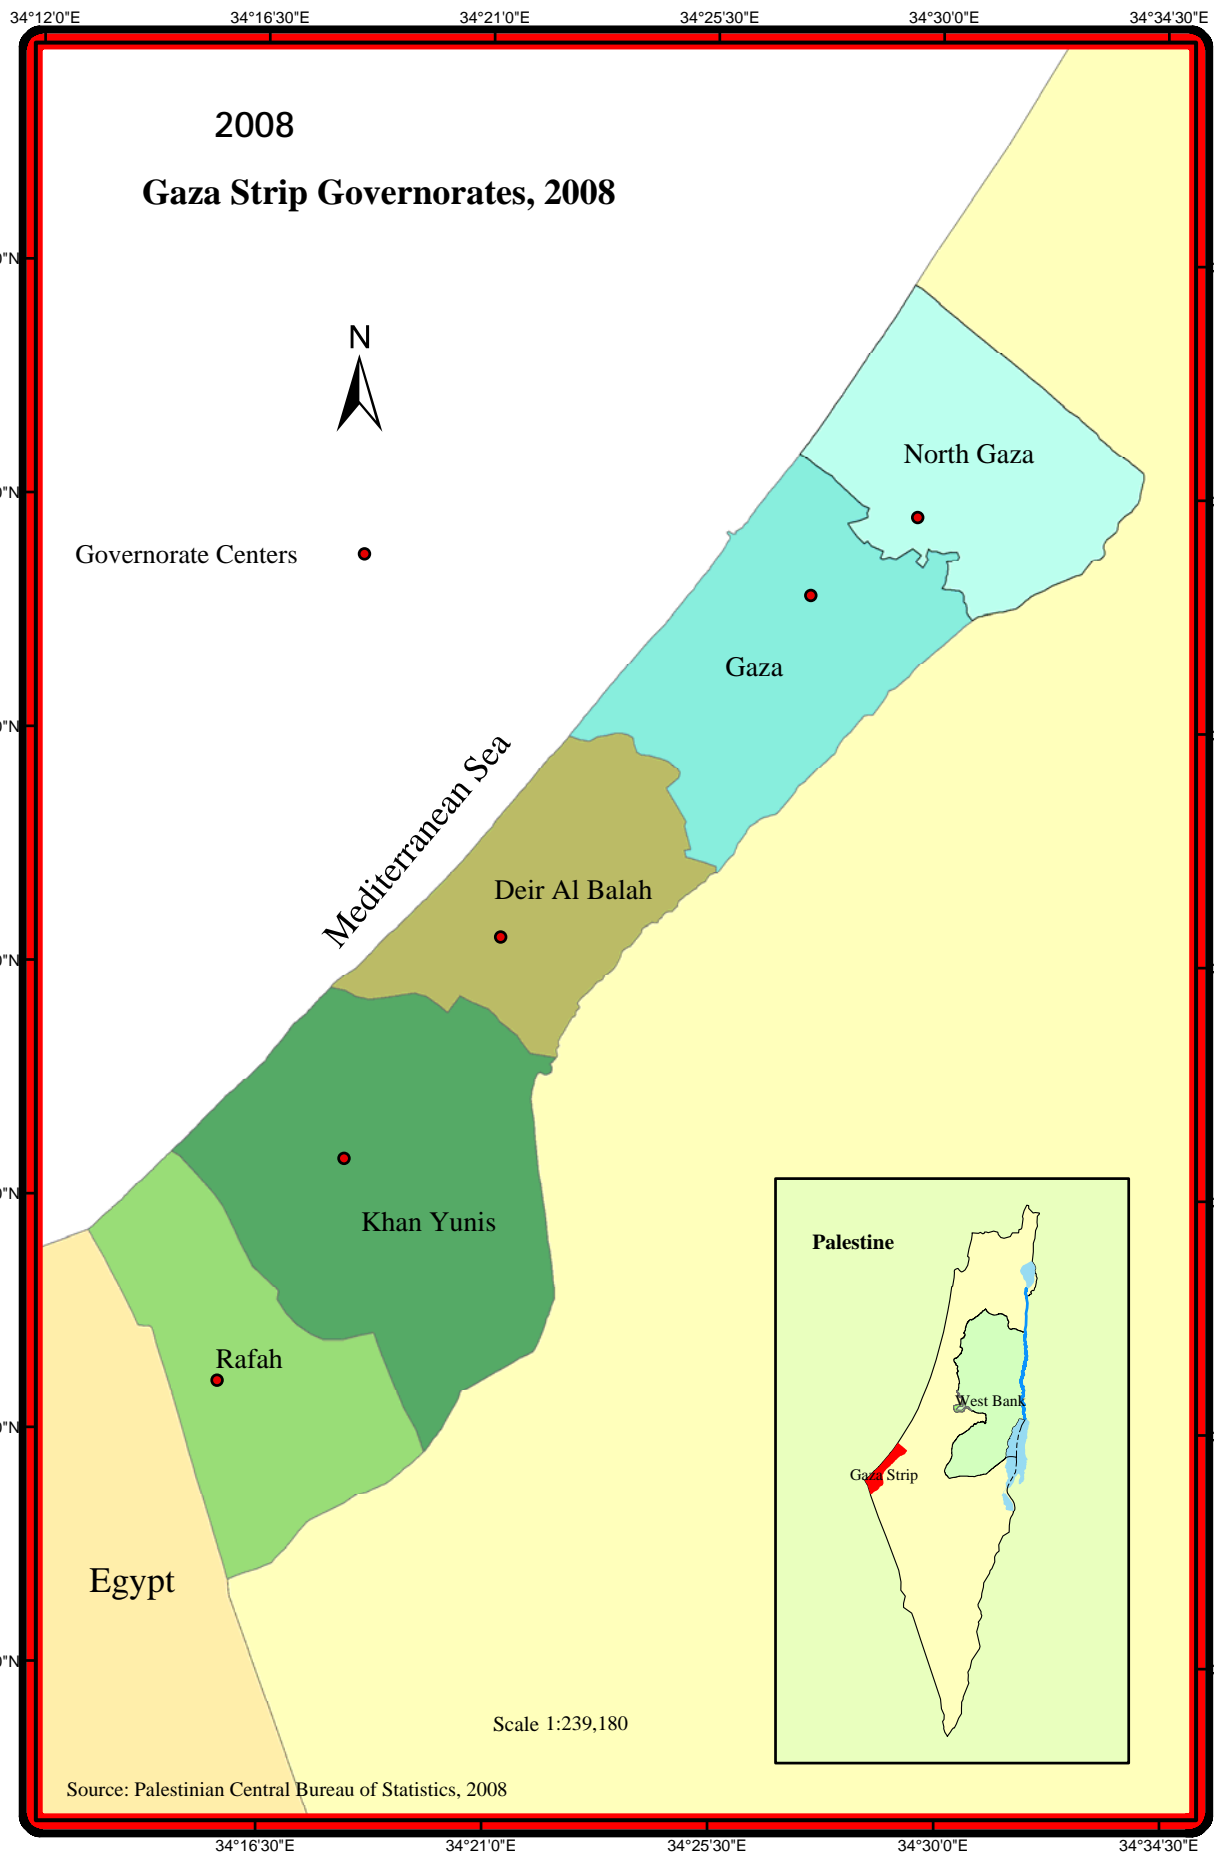 34°12'0"E 34°16'30"E 34°21'0"E 34°25'30"E 34°30'0"E 34°34'30"E
2008
Gaza Strip Governorates, 2008
N
North Gaza
Governorate Centers
Gaza
Mediterranean Sea
Deir Al Balah
Khan Yunis
Palestine
Rafah
West Bank
Gaza Strip
Egypt
Scale 1:239,180
Source: Palestinian Central Bureau of Statistics, 2008
34°16'30"E 34°21'0"E 34°25'30"E 34°30'0"E 34°34'30"E